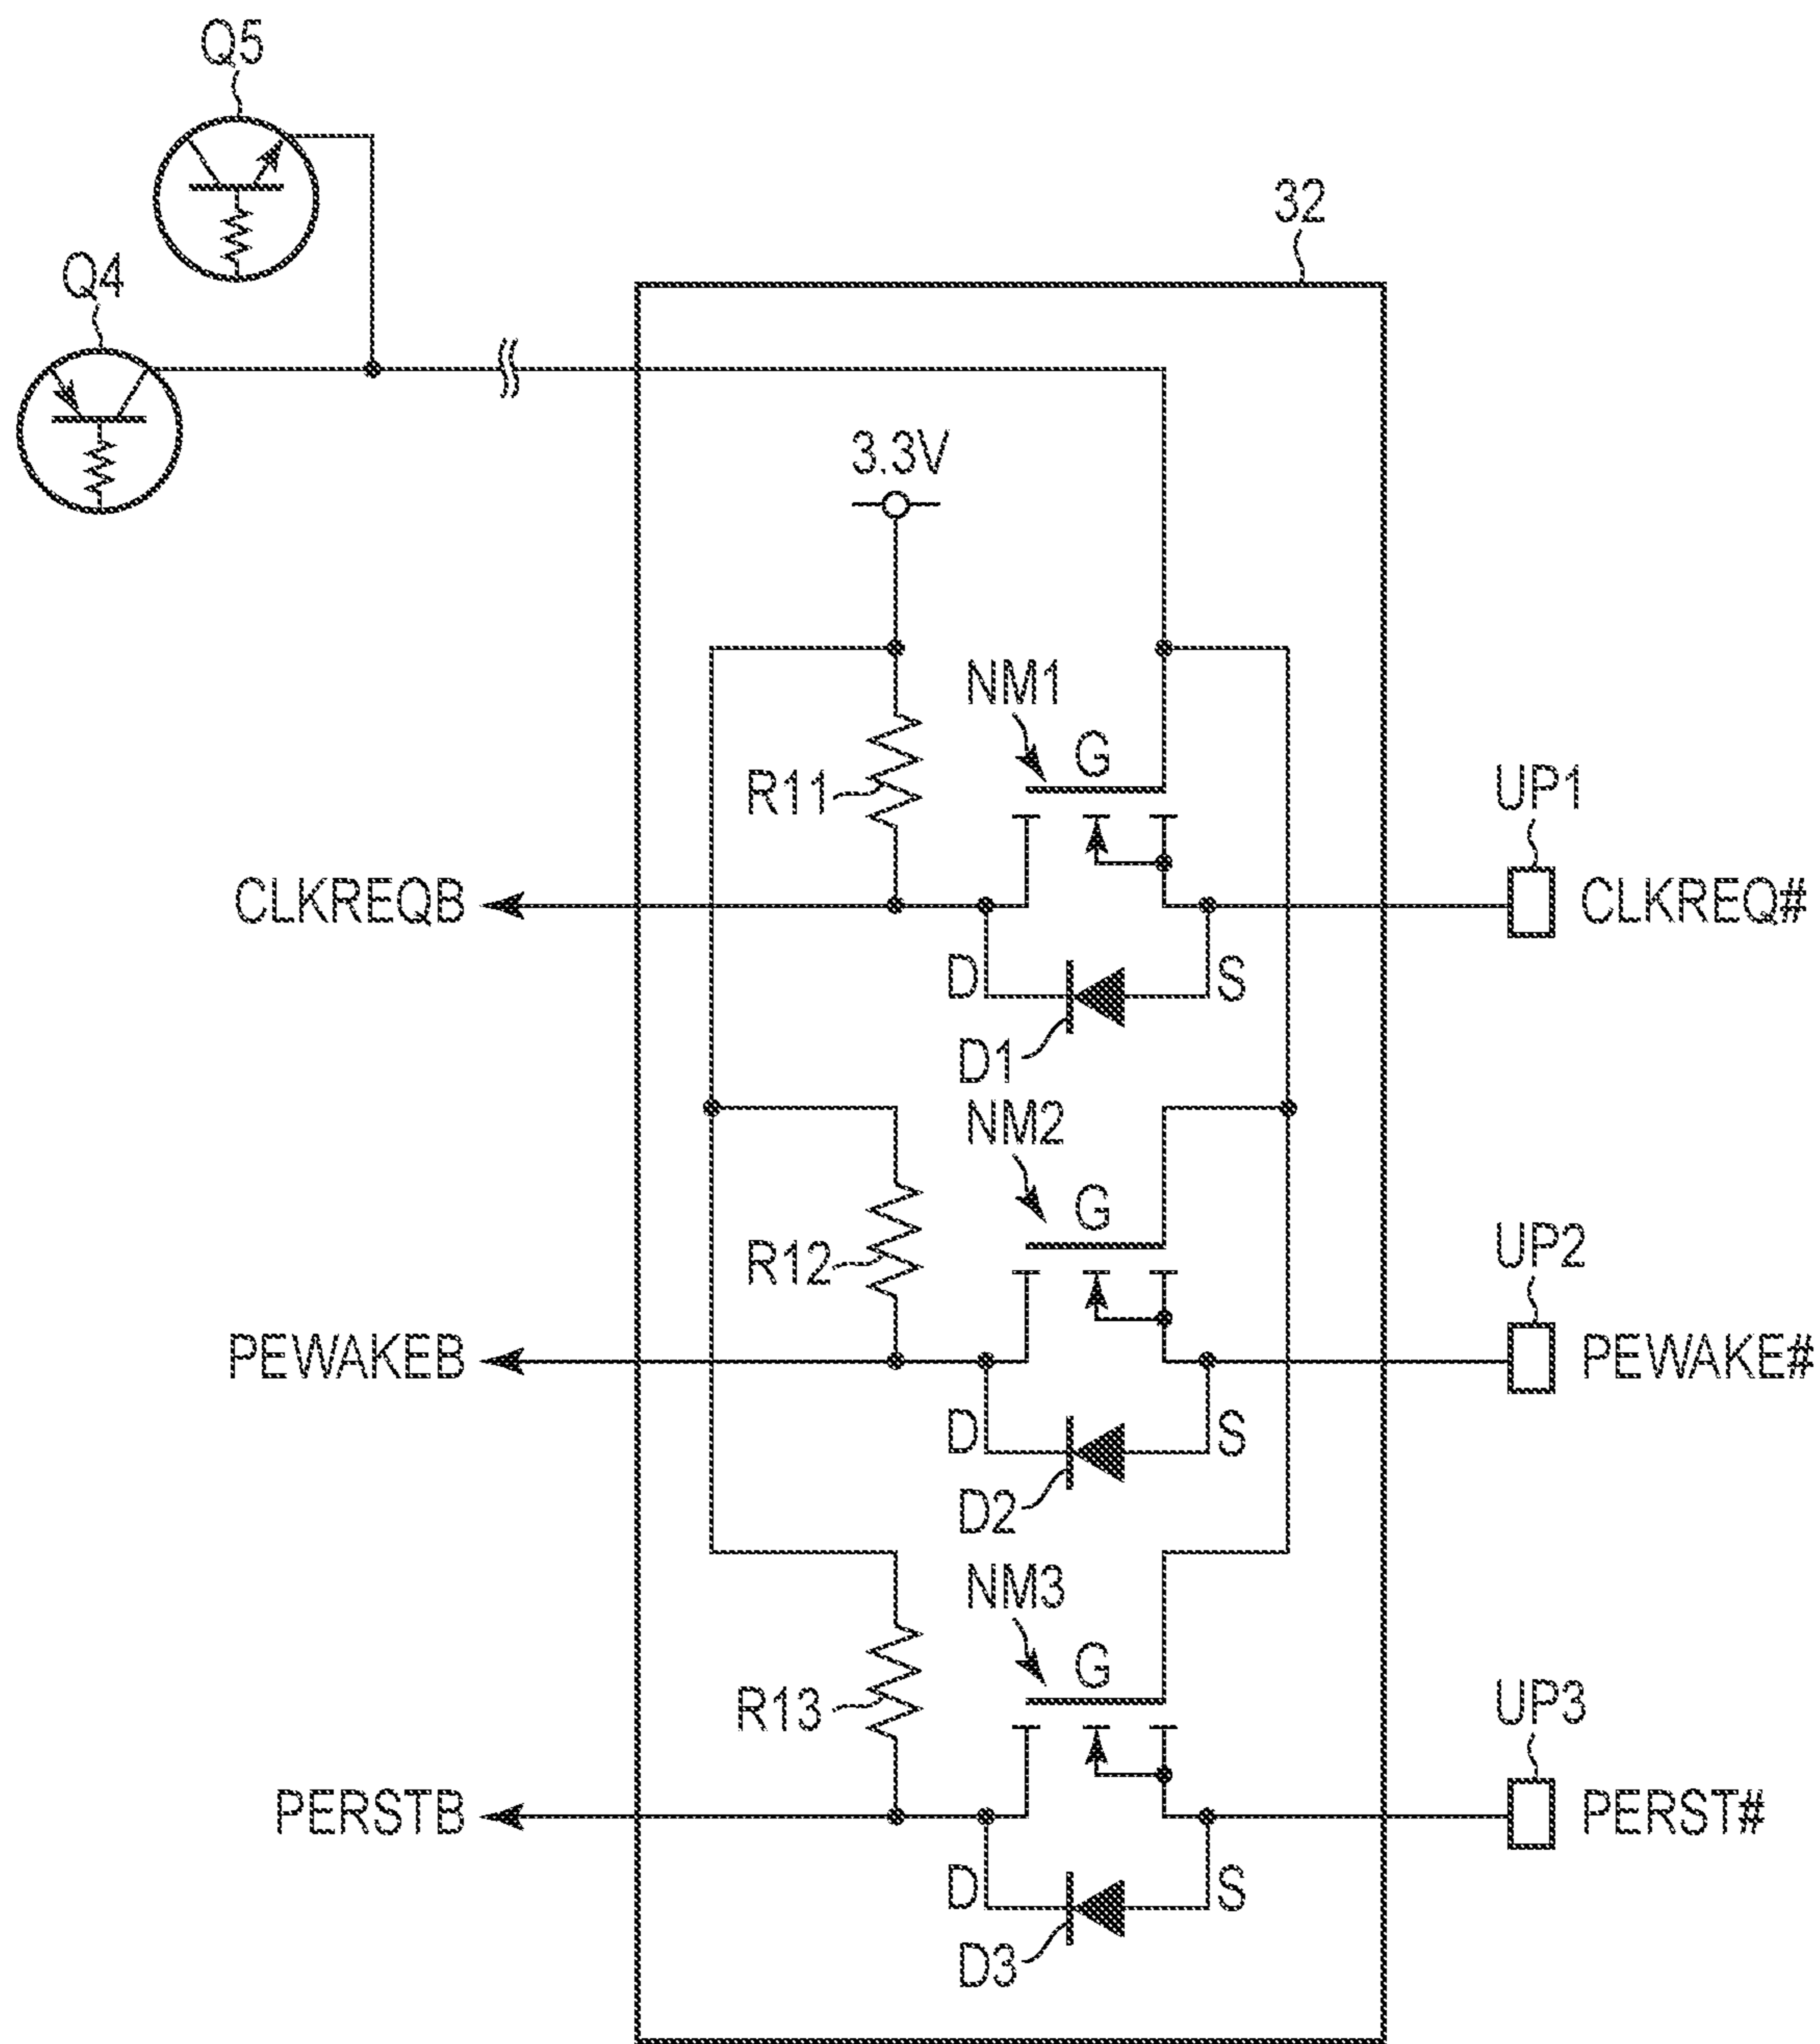 Q5
Q4
32
3.3V
NM1
G
R11
UP1
CLKREQB
CLKREQ#
D
S
D1
NM2
G
R12
UP2
PEWAKEB
PEWAKE#
D
S
D2
NM3
G
R13
UP3
PERSTB
PERST#
D
S
D3